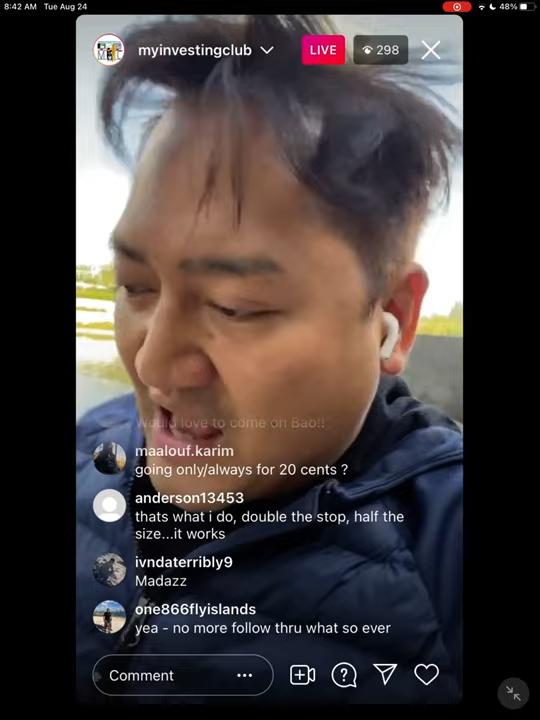 8:42 AM Tue Aug 24
48%
myinvestingclub
LIVE
298
Would love to come on Bao!!
maalouf.karim
going only/always for 20 cents ?
anderson13453
thats what i do, double the stop, half the
size...it works
ivndaterribly9
Madazz
one866flyislands
yea - no more follow thru what so ever
Comment